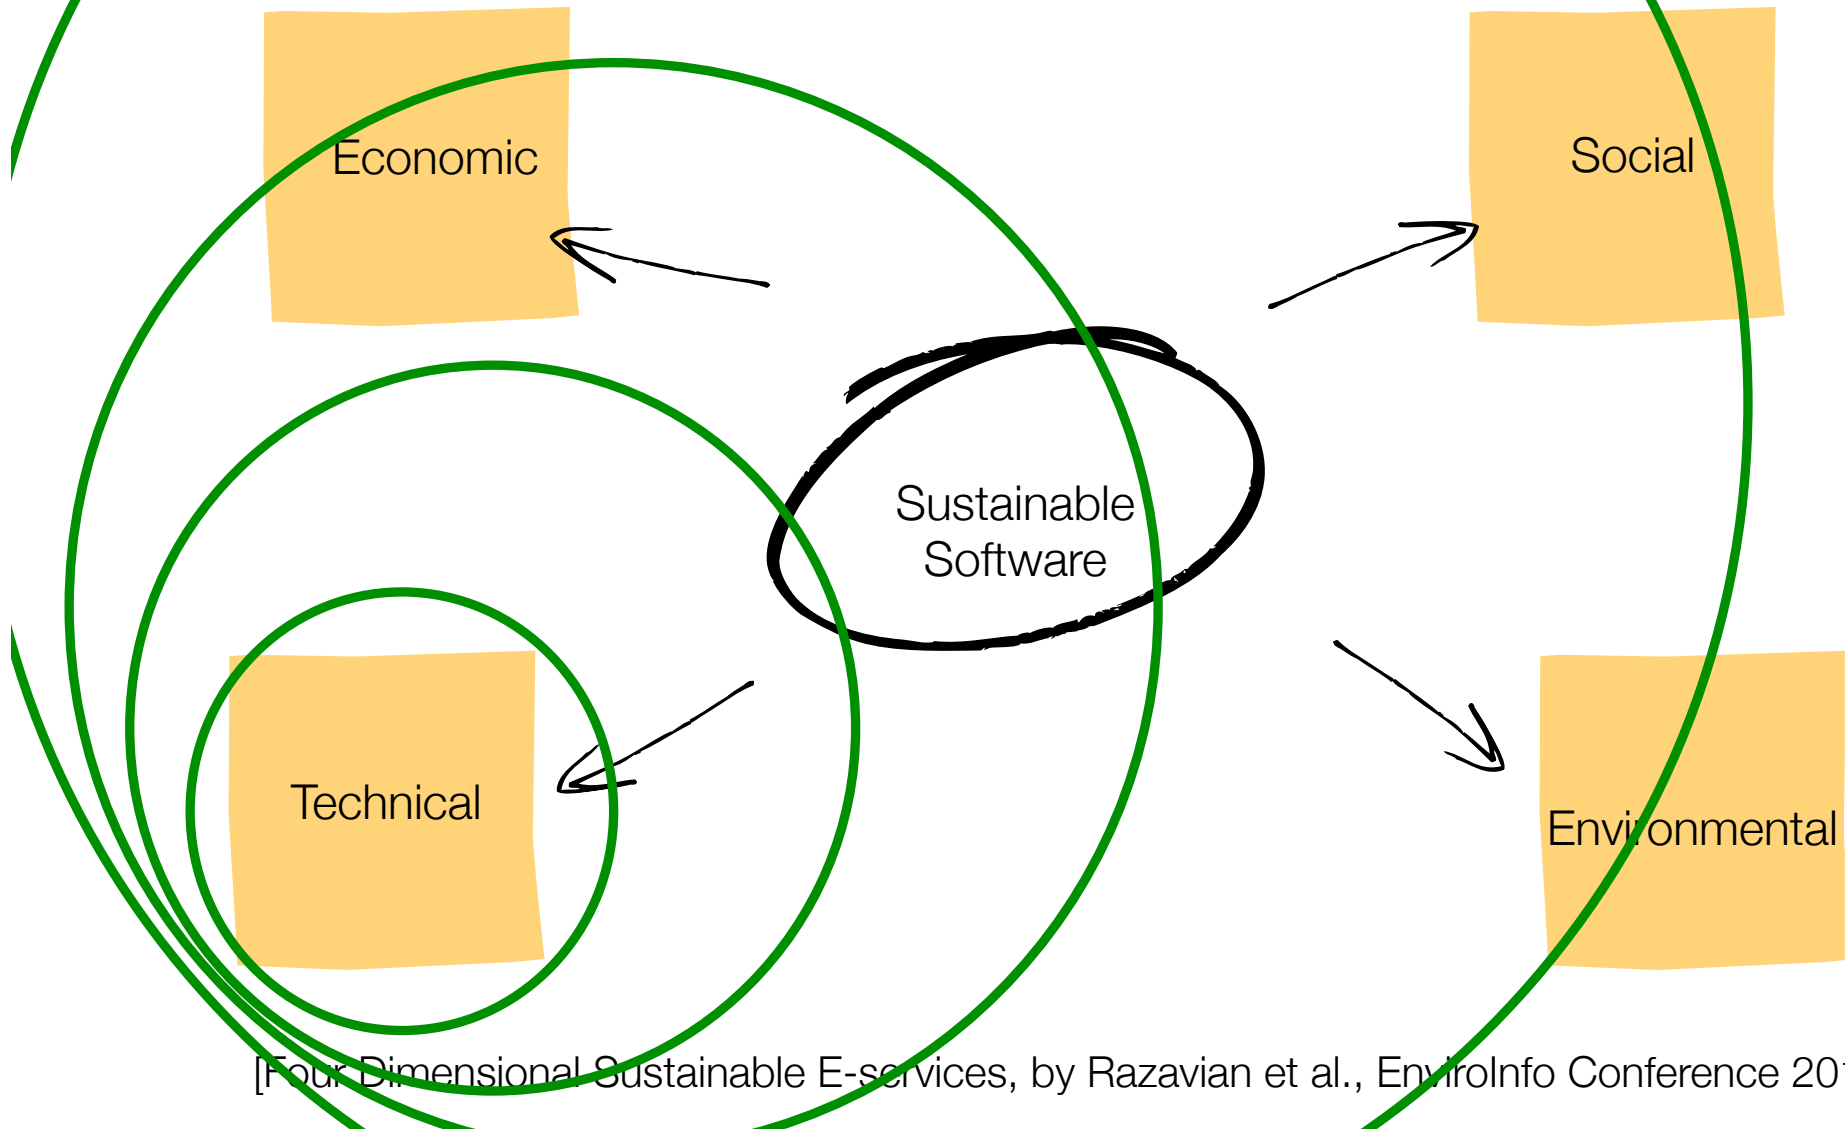 Economic
Social
Sustainable
Software
Technical
Environmental
[Four Dimensional Sustainable E-services, by Razavian et al., EnviroInfo Conference